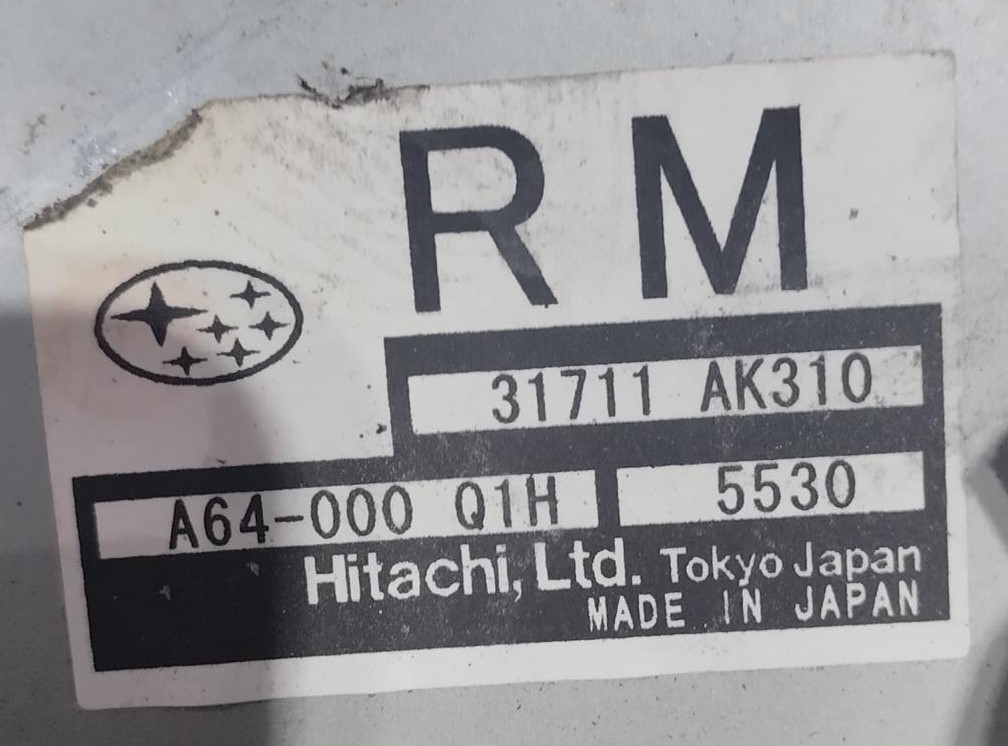 RM
31711 AK310
A64-000 Q1H 5530
Hitachi, Ltd. Tokyo Japan
MADE IN JAPAN